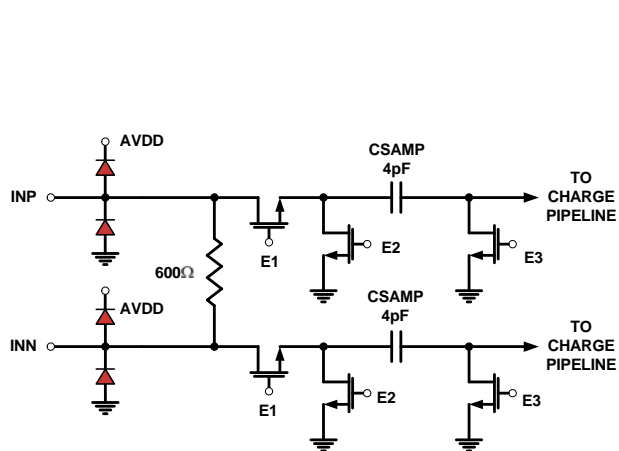 AVDD
CSAMP
4pF
TO
CHARGE
PIPELINE
INP
E1
E2
E3
600Ω
AVDD
CSAMP
4pF
TO
CHARGE
PIPELINE
INN
E1
E2
E3